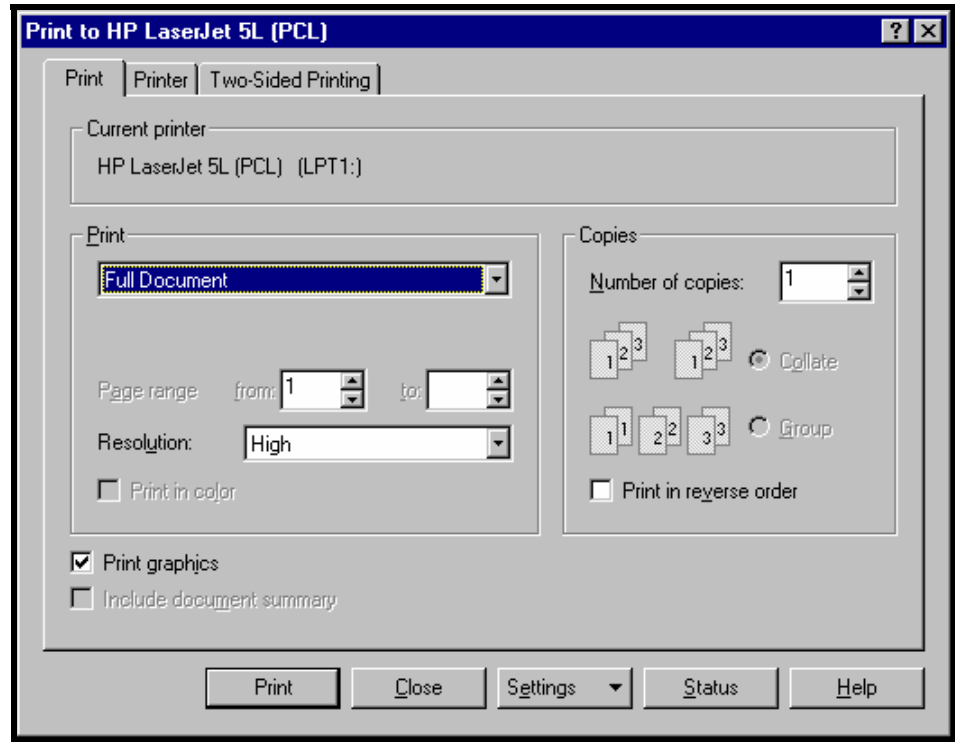 Print to HP LaserJet 5L (PCL)
Print Printer Two-Sided Printing
Current printer
HP LaserJet 5L (PCL) (LPT1:)
Print
Full Document
Page range from: 1 to:
Resolution: High
Print in color
Copies
Number of copies: 1
1 2 3 1 2 3 Collate
1 1 2 2 3 3 Group
Print in reverse order
Print graphics
Include document summary
Print Close Settings Status Help